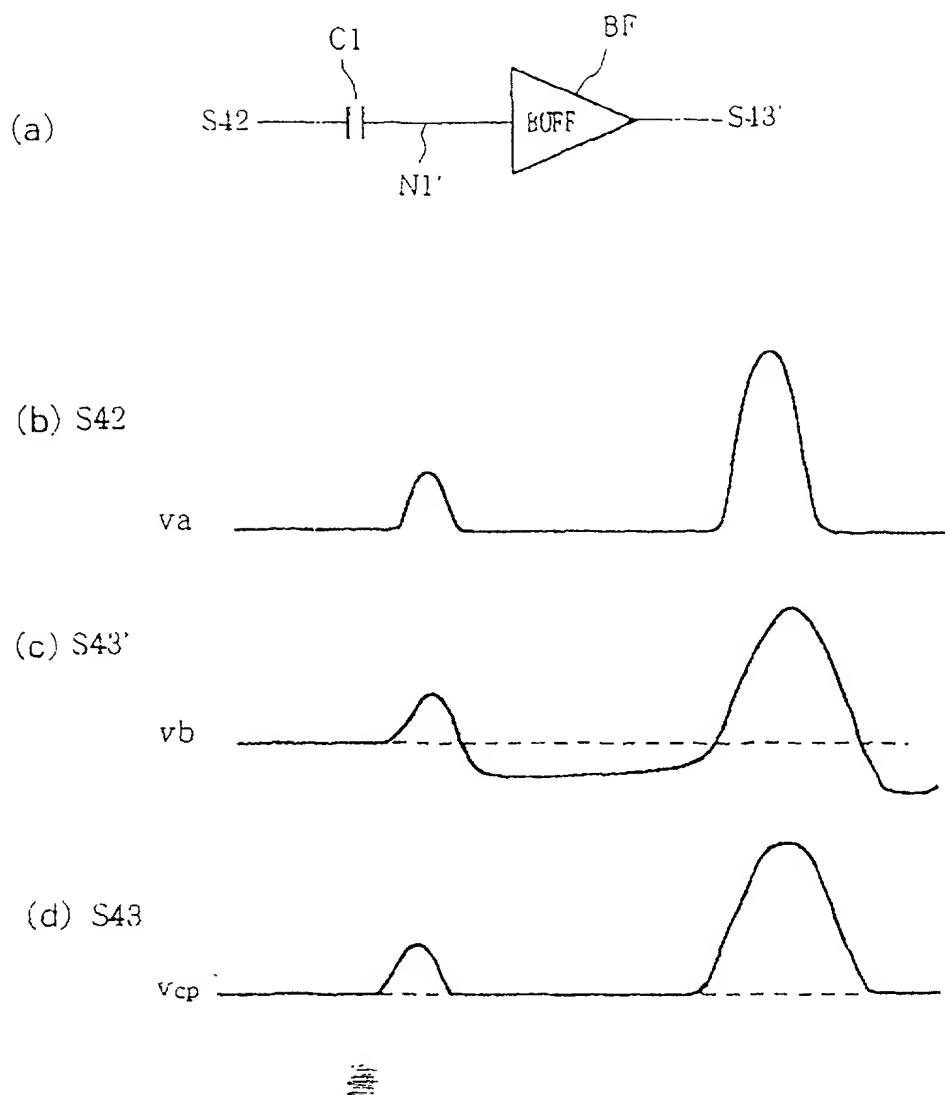 C1
BF
(a)
S42
BUFF
S43'
N1'
(b) S42
va
(c) S43'
vb
(d) S43
vcp